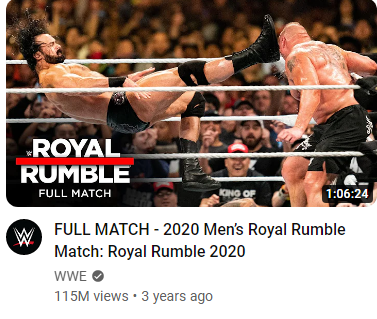 ROYAL
RUMBLE
FULL MATCH
KING OF
1:06:24
FULL MATCH - 2020 Men's Royal Rumble
Match: Royal Rumble 2020
WWE
115M views • 3 years ago